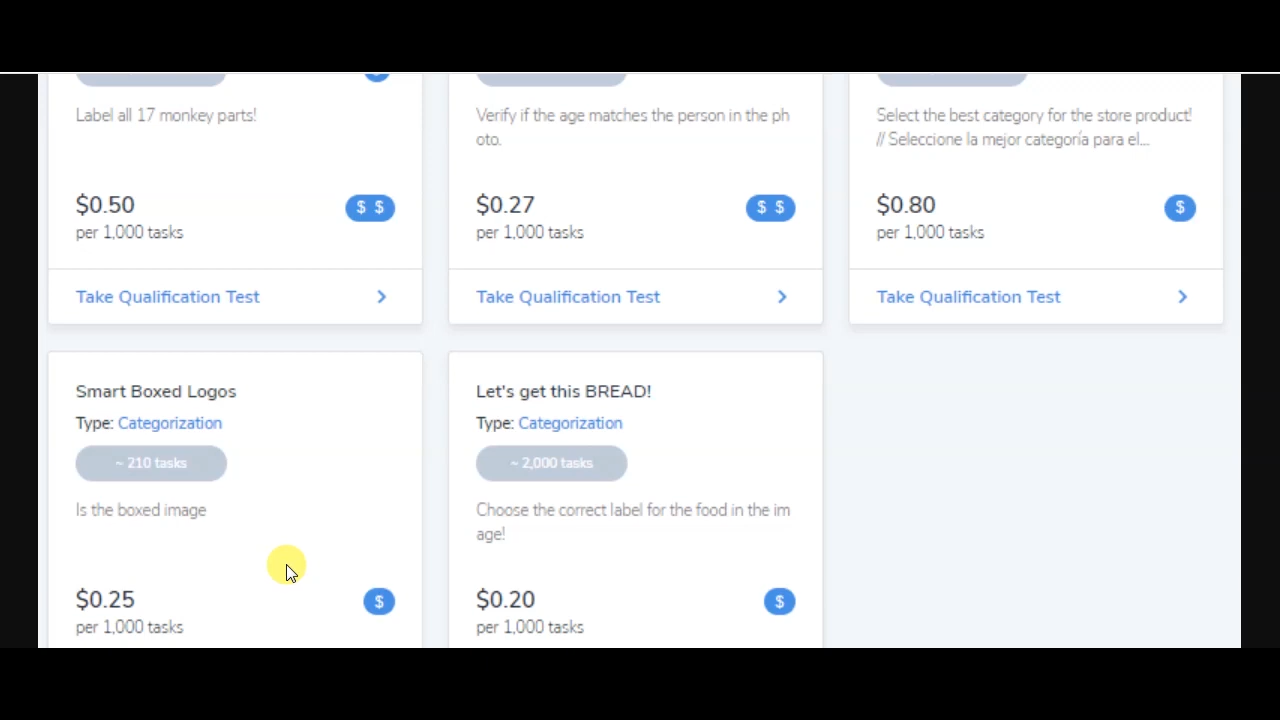 Label all 17 monkey parts!
$0.50
$ $
per 1,000 tasks
Take Qualification Test
Verify if the age matches the person in the ph
oto.
$0.27
$ $
per 1,000 tasks
Take Qualification Test
Select the best category for the store product!
// Seleccione la mejor categoría para el...
$0.80
$
per 1,000 tasks
Take Qualification Test
Smart Boxed Logos
Type: Categorization
~ 210 tasks
Is the boxed image
$0.25
$
per 1,000 tasks
Let's get this BREAD!
Type: Categorization
~ 2,000 tasks
Choose the correct label for the food in the im
age!
$0.20
$
per 1,000 tasks